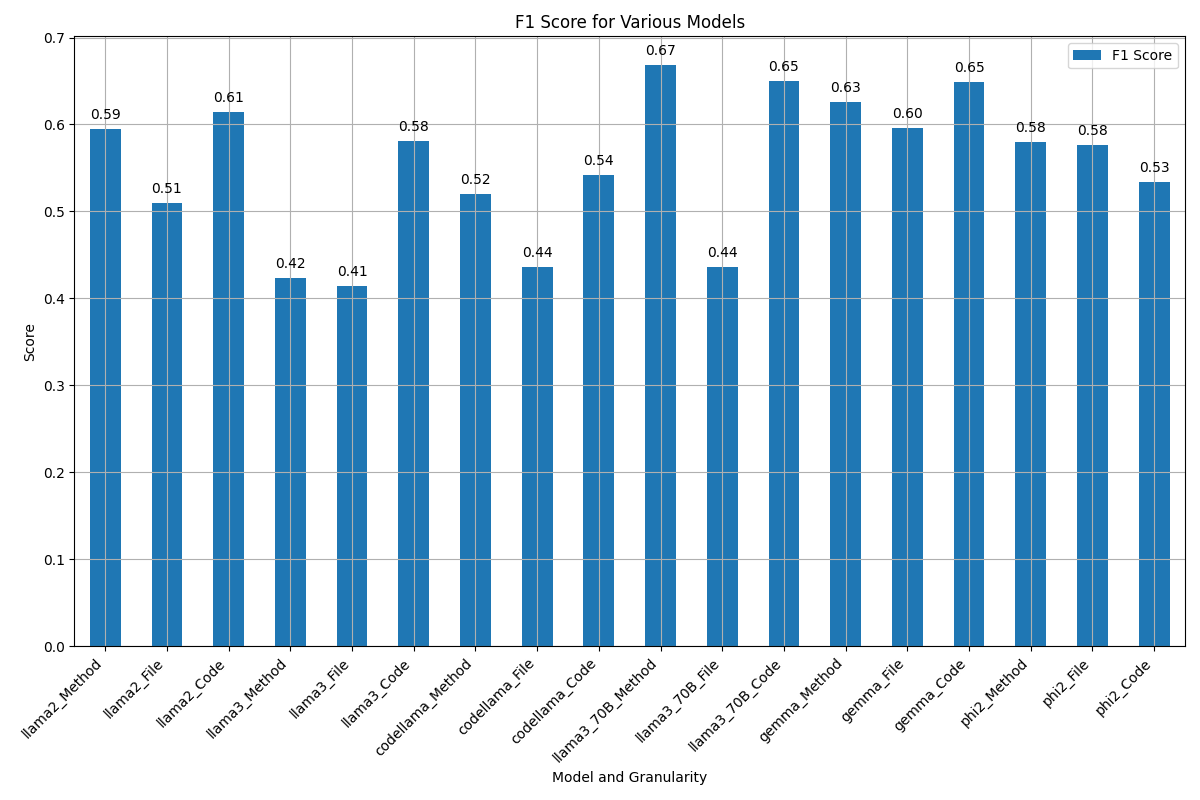 F1 Score for Various Models
F1 Score
Score
0.7
0.6
0.5
0.4
0.3
0.2
0.1
0.0
0.59
0.51
0.61
0.42
0.41
0.58
0.52
0.44
0.54
0.67
0.44
0.65
0.63
0.60
0.65
0.58
0.58
0.53
llama2_Method
llama2_File
llama2_Code
llama3_Method
llama3_File
llama3_Code
codellama_Method
codellama_File
codellama_Code
llama3_70B_Method
llama3_70B_File
llama3_70B_Code
gemma_Method
gemma_File
gemma_Code
phi2_Method
phi2_File
phi2_Code
Model and Granularity